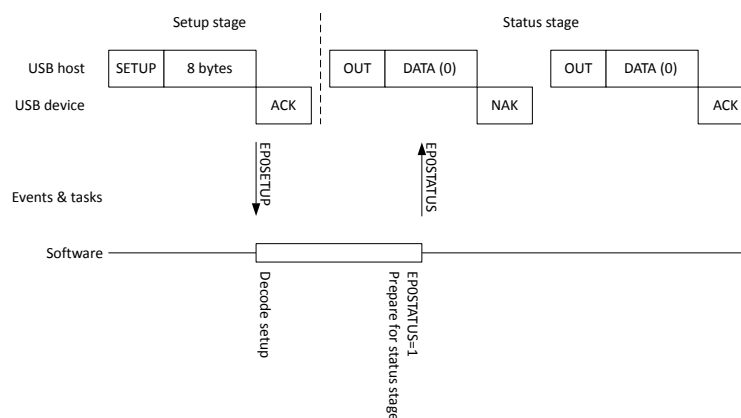 Setup stage
Status stage
USB host
SETUP
8 bytes
OUT
DATA (0)
OUT
DATA (0)
USB device
ACK
NAK
ACK
EP0SETUP
EP0STATUS
Events & tasks
Software
Decode setup
EP0STATUS=1
Prepare for status stage